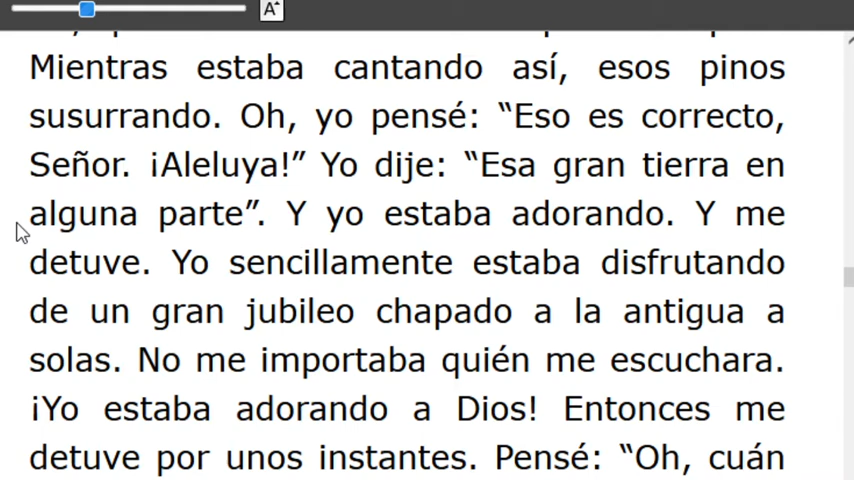 A
Mientras estaba cantando así, esos pinos
susurrando. Oh, yo pensé: “Eso es correcto,
Señor. ¡Aleluya!” Yo dije: “Esa gran tierra en
alguna parte”. Y yo estaba adorando. Y me
detuve. Yo sencillamente estaba disfrutando
de un gran jubileo chapado a la antigua a
solas. No me importaba quién me escuchara.
¡Yo estaba adorando a Dios! Entonces me
detuve por unos instantes. Pensé: “Oh, cuán